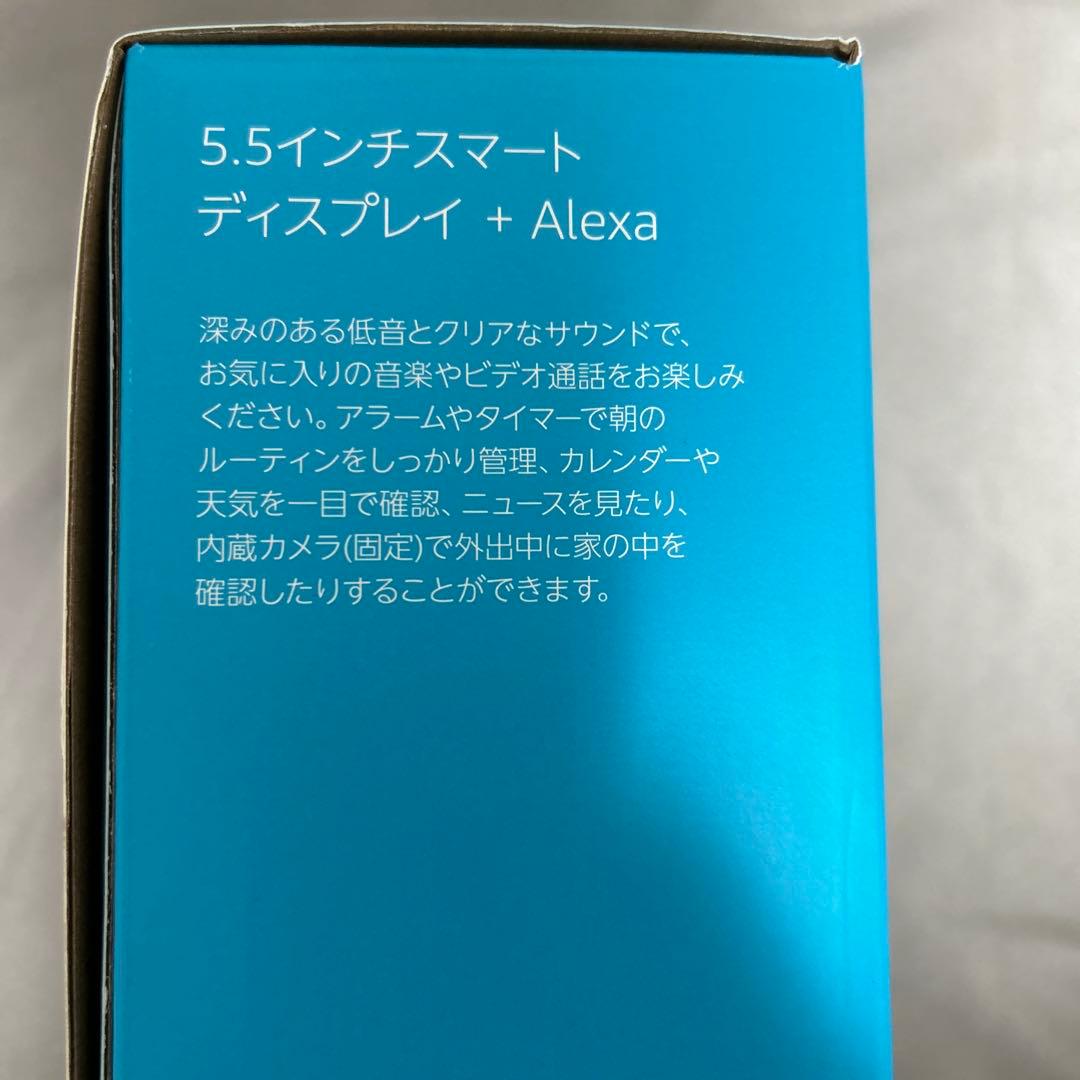 5.5インチスマート
ディスプレイ + Alexa
深みのある低音とクリアなサウンドで、
お気に入りの音楽やビデオ通話をお楽しみ
ください。アラームやタイマーで朝の
ルーティンをしっかり管理、カレンダーや
天気を一目で確認、ニュースを見たり、
内蔵カメラ(固定)で外出中に家の中を
確認したりすることができます。